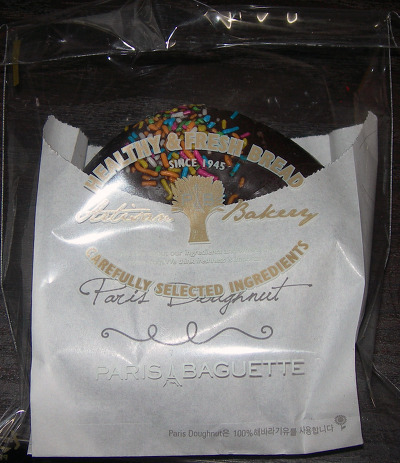 HEALTHY & FRESH BREAD
SINCE 1945
Artisan Bakery
CAREFULLY SELECTED INGREDIENTS
Paris Doughnut
PARIS BAGUETTE
Paris Doughnut은 100%해바라기유를 사용합니다